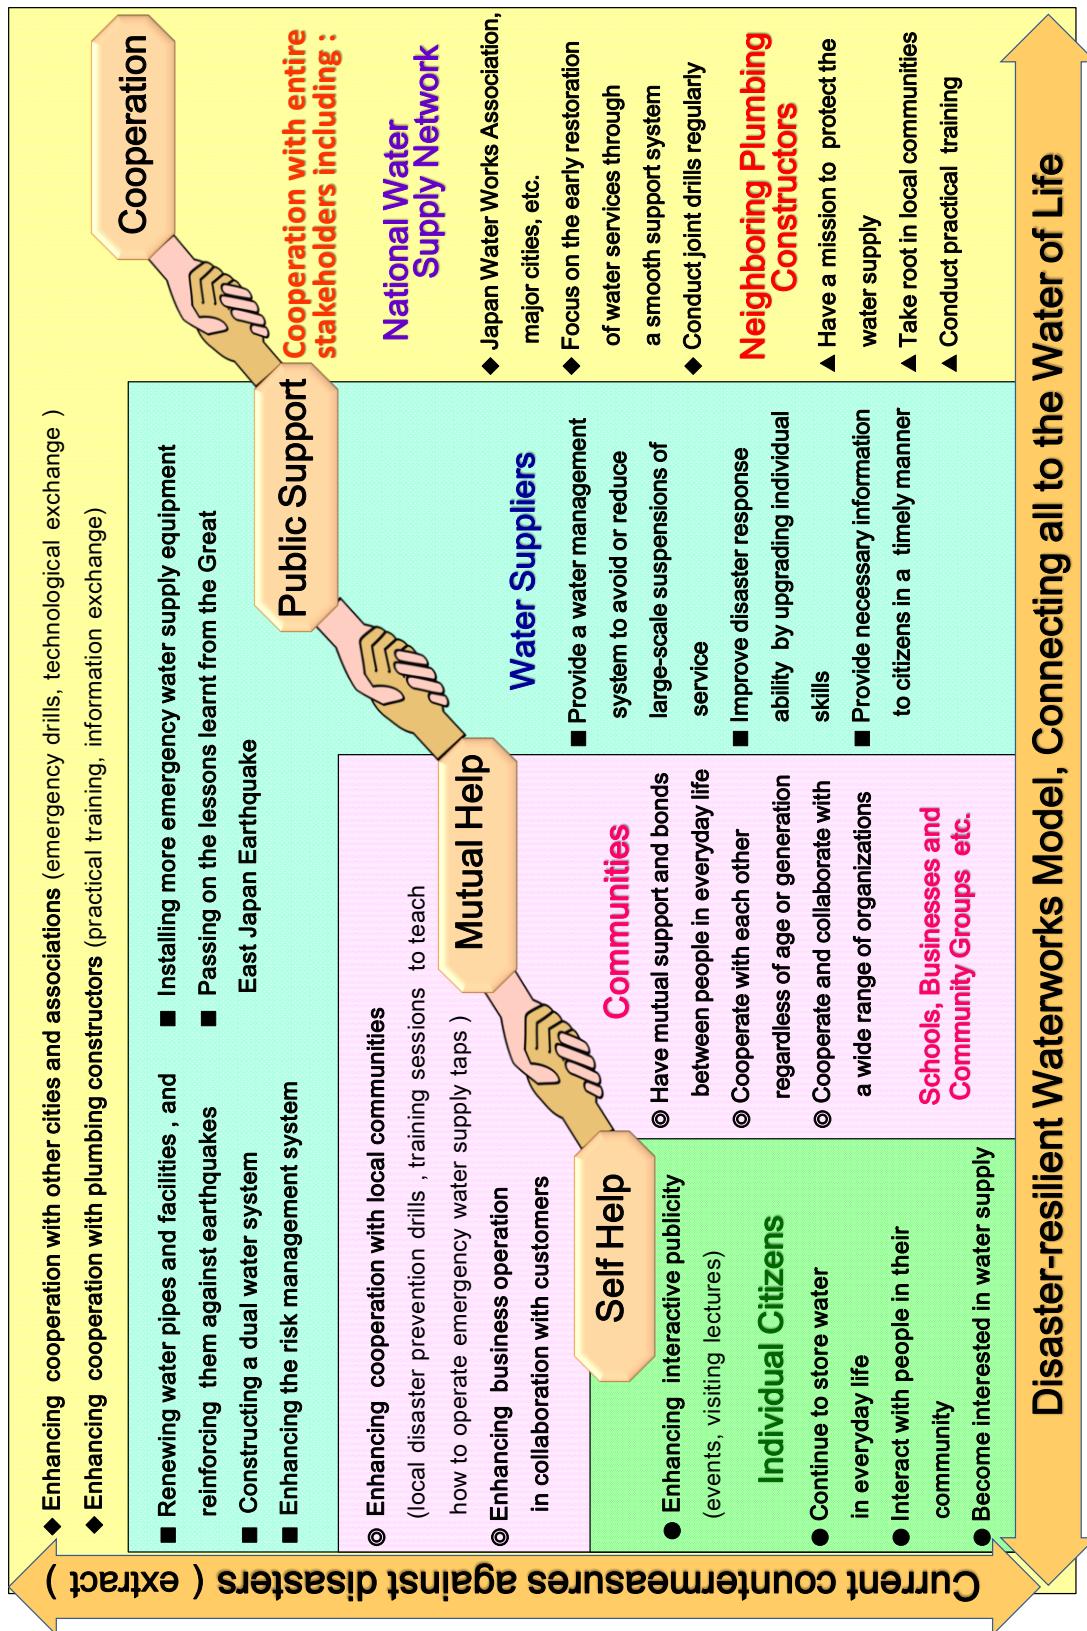 Current countermeasures against disasters ( extract )
◆ Enhancing cooperation with other cities and associations (emergency drills, technological exchange )
◆ Enhancing cooperation with plumbing constructors (practical training, information exchange)
Cooperation
Cooperation with entire
stakeholders including :
National Water
Supply Network
◆ Japan Water Works Association,
major cities, etc.
◆ Focus on the early restoration
of water services through
a smooth support system
◆ Conduct joint drills regularly
Neighboring Plumbing
Constructors
▲ Have a mission to protect the
water supply
▲ Take root in local communities
▲ Conduct practical training
■ Renewing water pipes and facilities , and
reinforcing them against earthquakes
■ Constructing a dual water system
■ Enhancing the risk management system
■ Installing more emergency water supply equipment
■ Passing on the lessons learnt from the Great
East Japan Earthquake
Public Support
Water Suppliers
■ Provide a water management
system to avoid or reduce
large-scale suspensions of
service
■ Improve disaster response
ability by upgrading individual
skills
■ Provide necessary information
to citizens in a timely manner
◎ Enhancing cooperation with local communities
(local disaster prevention drills , training sessions to teach
how to operate emergency water supply taps )
◎ Enhancing business operation
in collaboration with customers
Mutual Help
Communities
◎ Have mutual support and bonds
between people in everyday life
◎ Cooperate with each other
regardless of age or generation
◎ Cooperate and collaborate with
a wide range of organizations
Schools, Businesses and
Community Groups etc.
Self Help
● Enhancing interactive publicity
(events, visiting lectures)
Individual Citizens
● Continue to store water
in everyday life
● Interact with people in their
community
● Become interested in water supply
Disaster-resilient Waterworks Model, Connecting all to the Water of Life